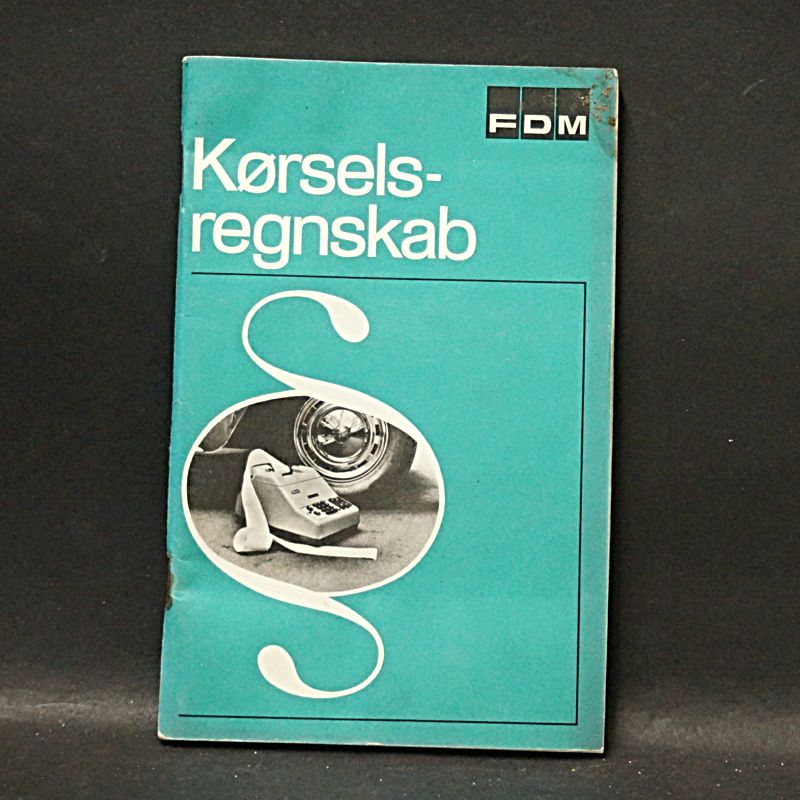 FDM
Kørsels-
regnskab
§